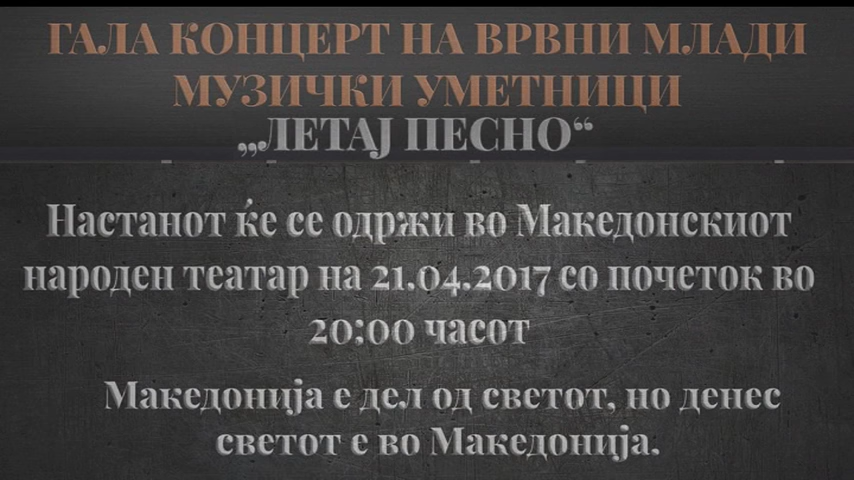 ГАЛА КОНЦЕРТ НА ВРВНИ МЛАДИ
МУЗИЧКИ УМЕТНИЦИ
„ЛЕТАЈ ПЕСНО“
Настанот ќе се одржи во Македонскиот
народен театар на 21.04.2017 со почеток во
20:00 часот
Македонија е дел од светот, но денес
светот е во Македонија.